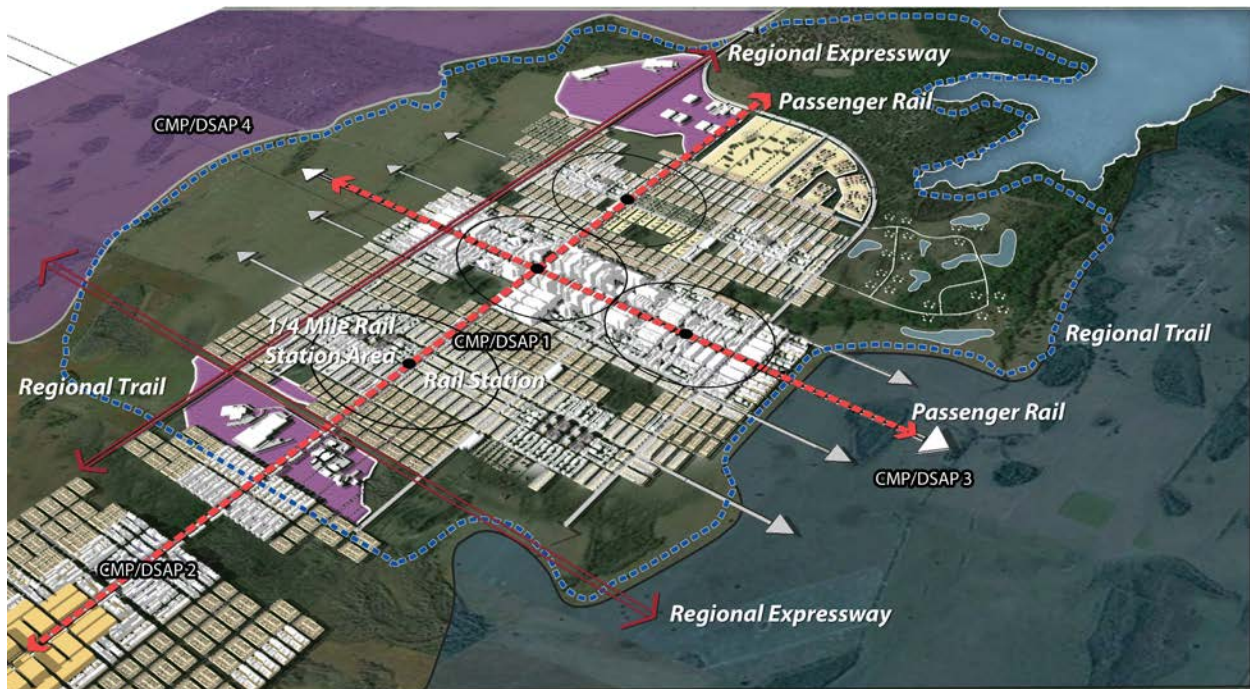 Regional Expressway
Passenger Rail
CMP/DSAP 4
1/4 Mile Rail
Station Area
CMP/DSAP 1
Rail Station
Regional Trail
Regional Trail
Passenger Rail
CMP/DSAP 3
CMP/DSAP 2
Regional Expressway